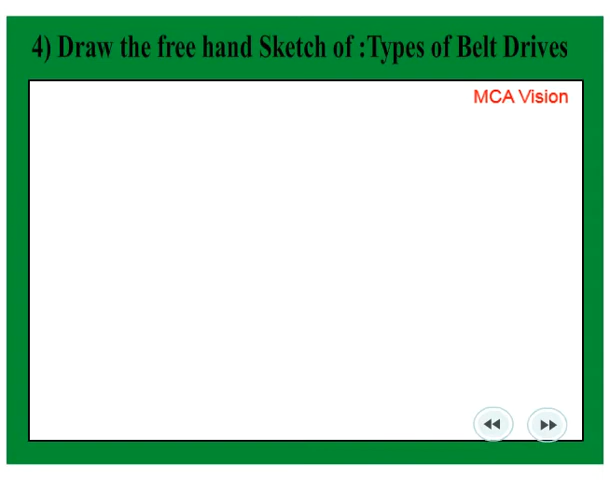 4) Draw the free hand Sketch of :Types of Belt Drives
MCA Vision